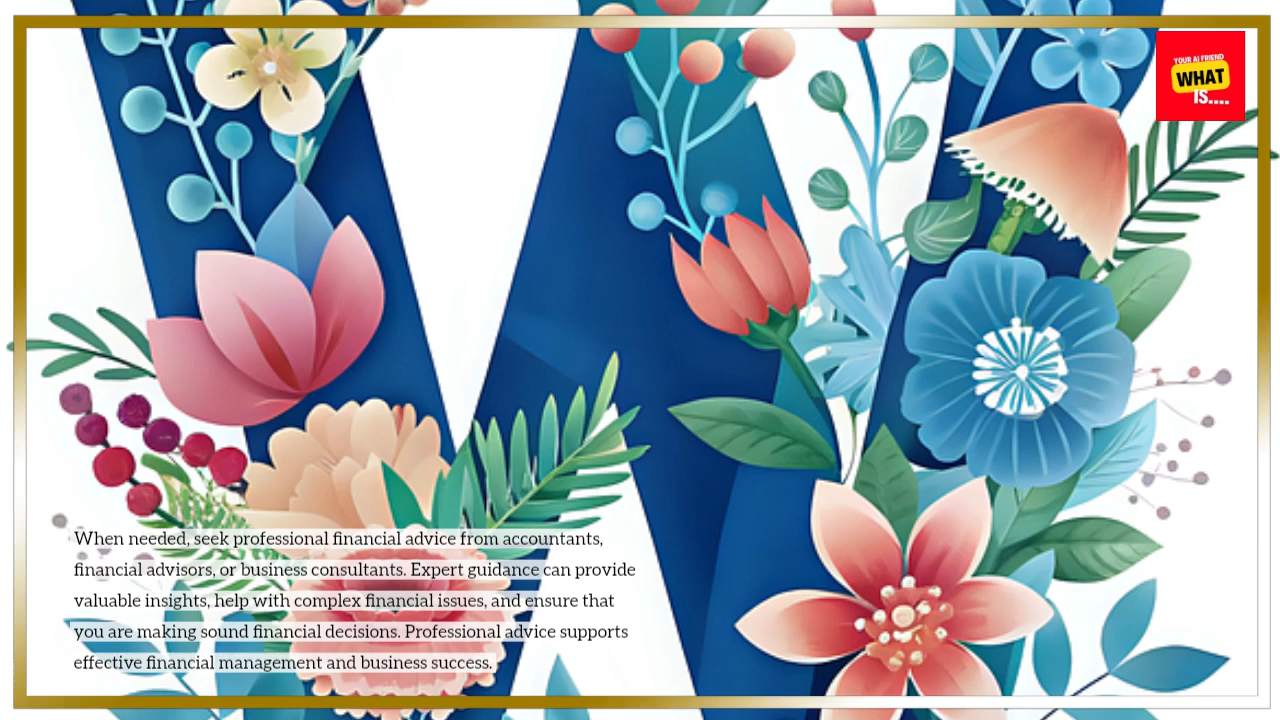 YOUR AI FRIEND
WHAT
IS....
When needed, seek professional financial advice from accountants,
financial advisors, or business consultants. Expert guidance can provide
valuable insights, help with complex financial issues, and ensure that
you are making sound financial decisions. Professional advice supports
effective financial management and business success.